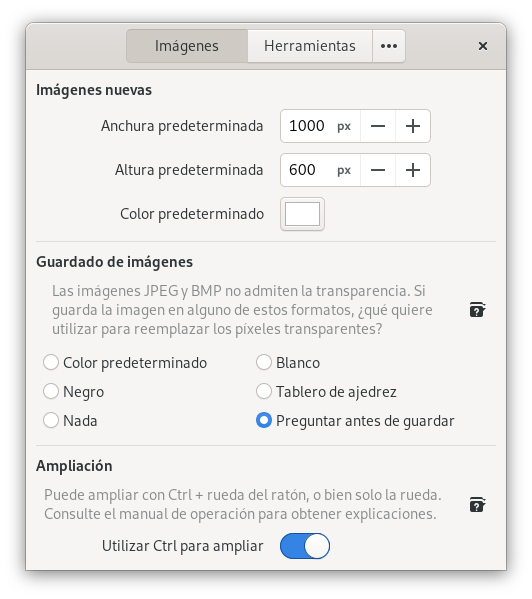 Imágenes Herramientas •••
Imágenes nuevas
Anchura predeterminada 1000 px
Altura predeterminada 600 px
Color predeterminado
Guardado de imágenes
Las imágenes JPEG y BMP no admiten la transparencia. Si
guarda la imagen en alguno de estos formatos, ¿qué quiere
utilizar para reemplazar los píxeles transparentes?
Color predeterminado Blanco
Negro Tablero de ajedrez
Nada Preguntar antes de guardar
Ampliación
Puede ampliar con Ctrl + rueda del ratón, o bien solo la rueda.
Consulte el manual de operación para obtener explicaciones.
Utilizar Ctrl para ampliar